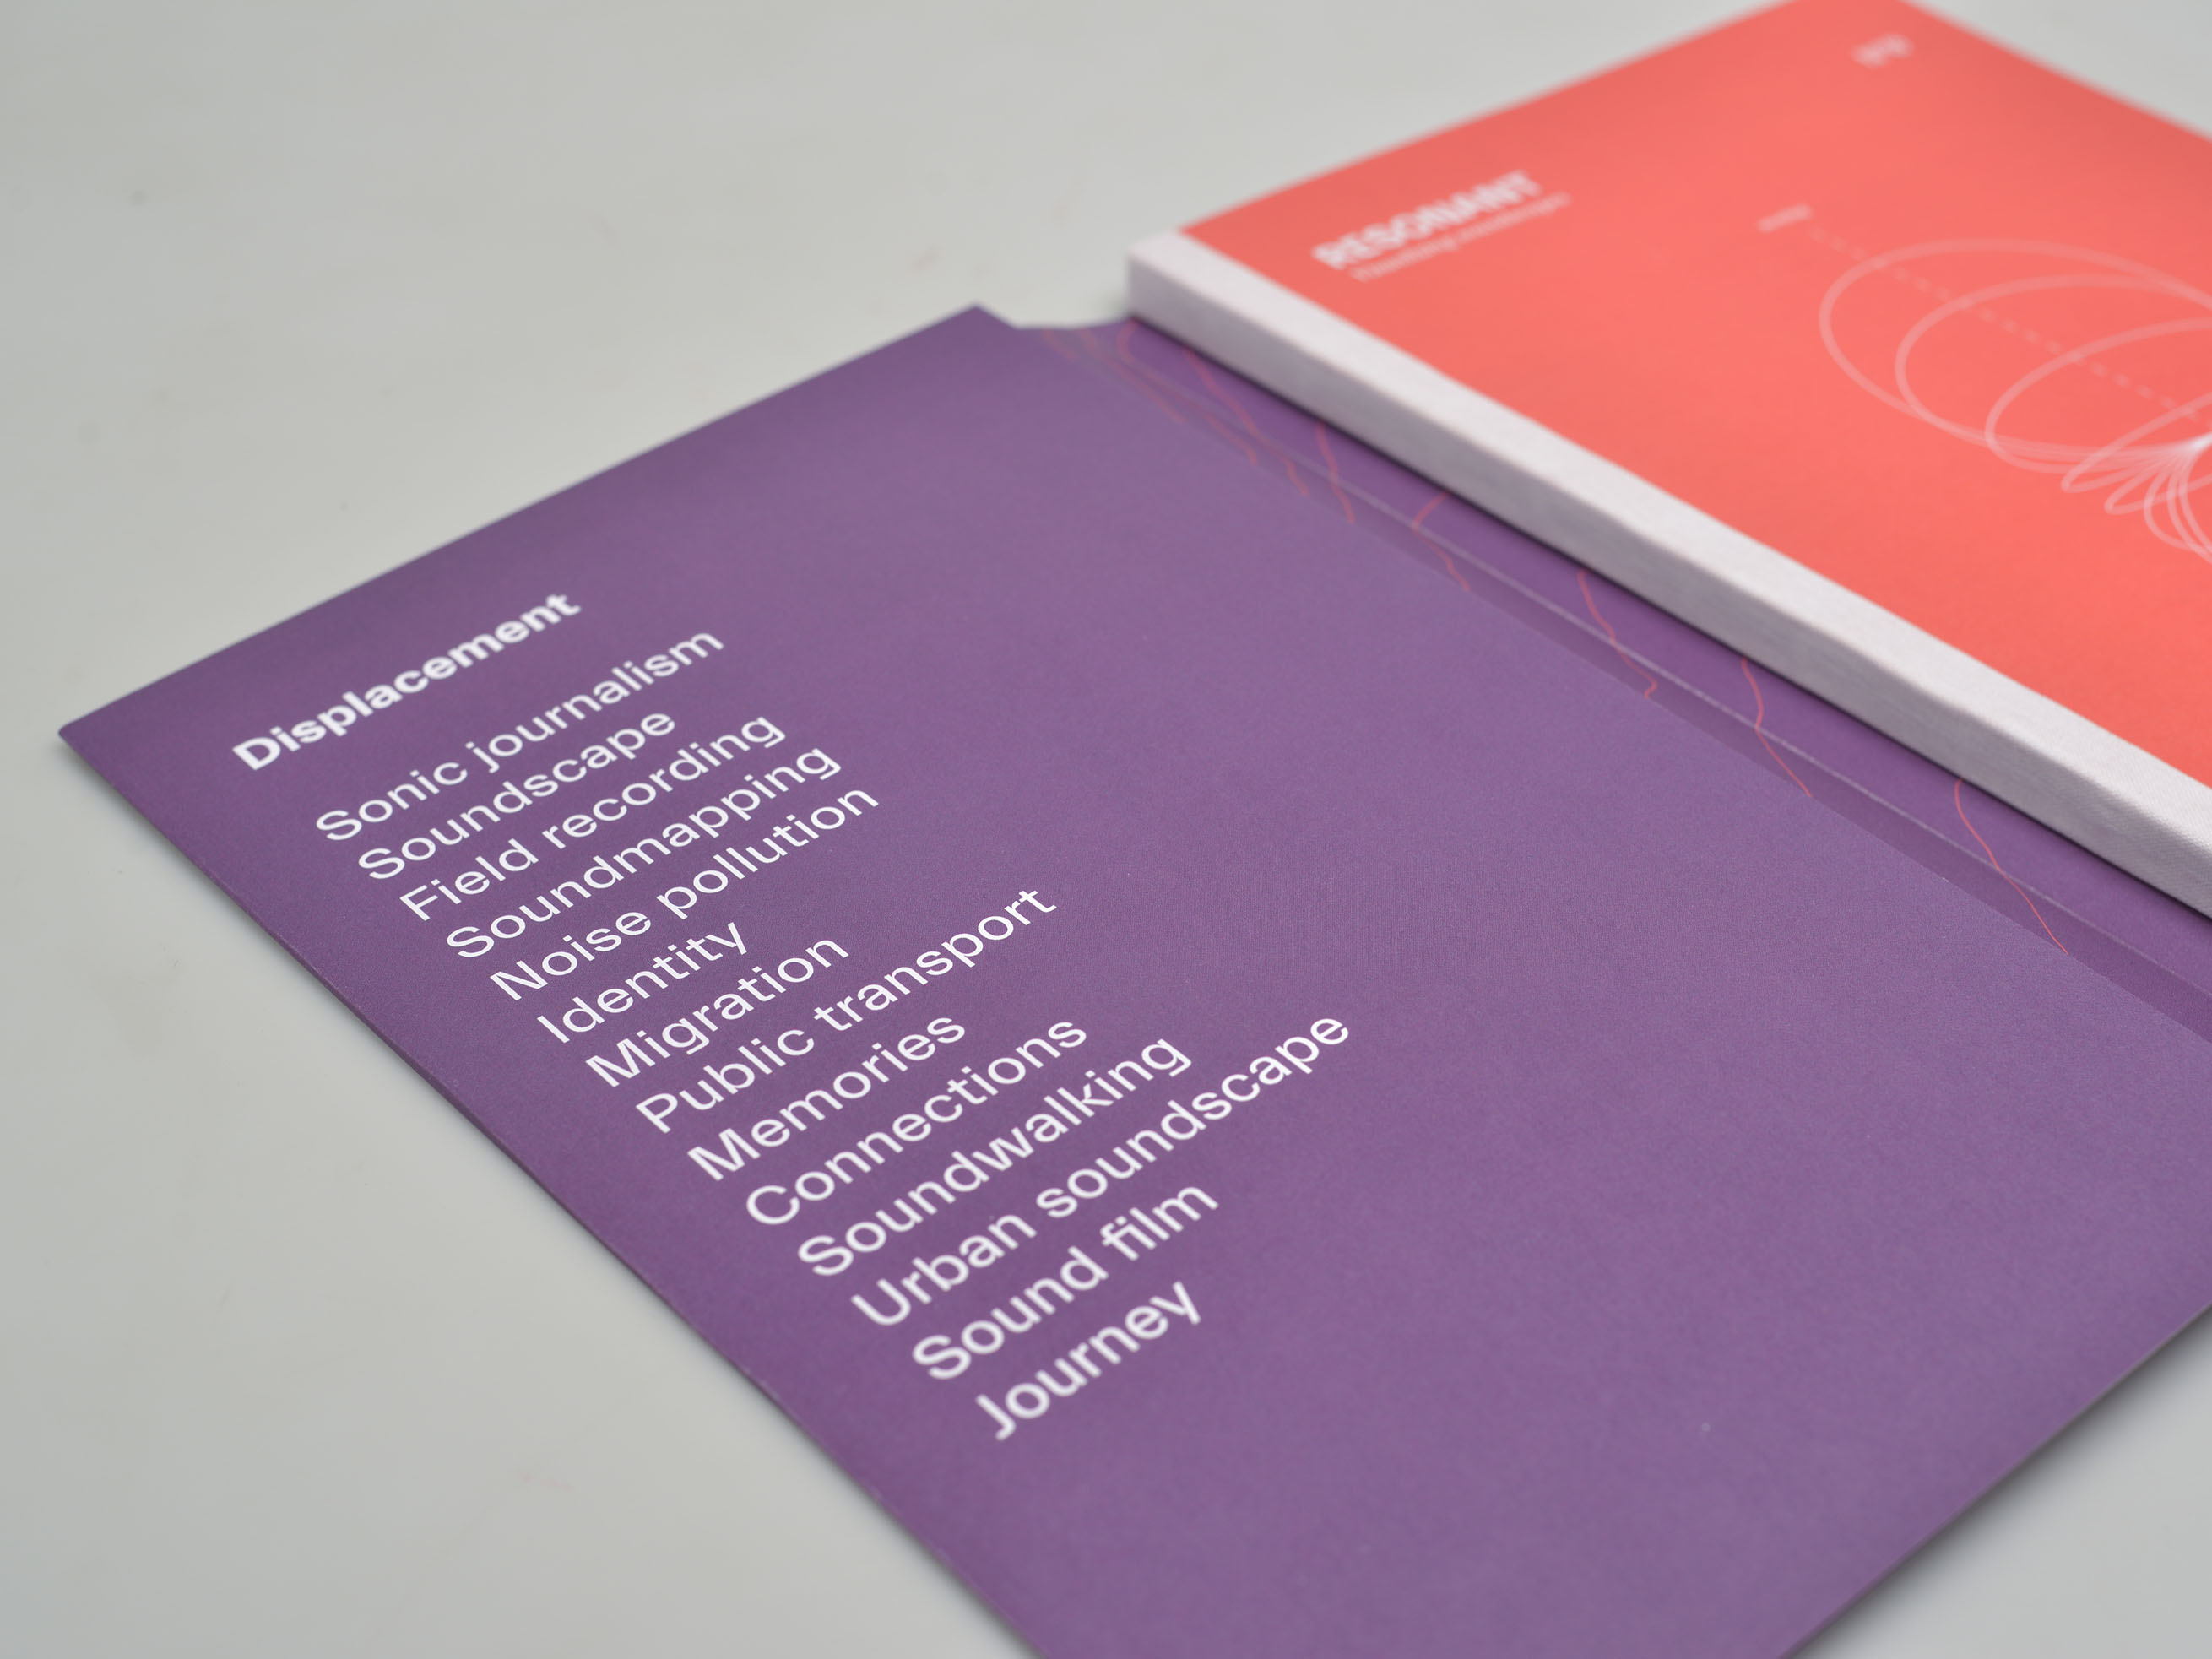 Displacement
Sonic journalism
Soundscape
Field recording
Soundmapping
Noise pollution
Identity
Migration
Public transport
Memories
Connections
Soundwalking
Urban soundscape
Sound film
Journey
RESONANT